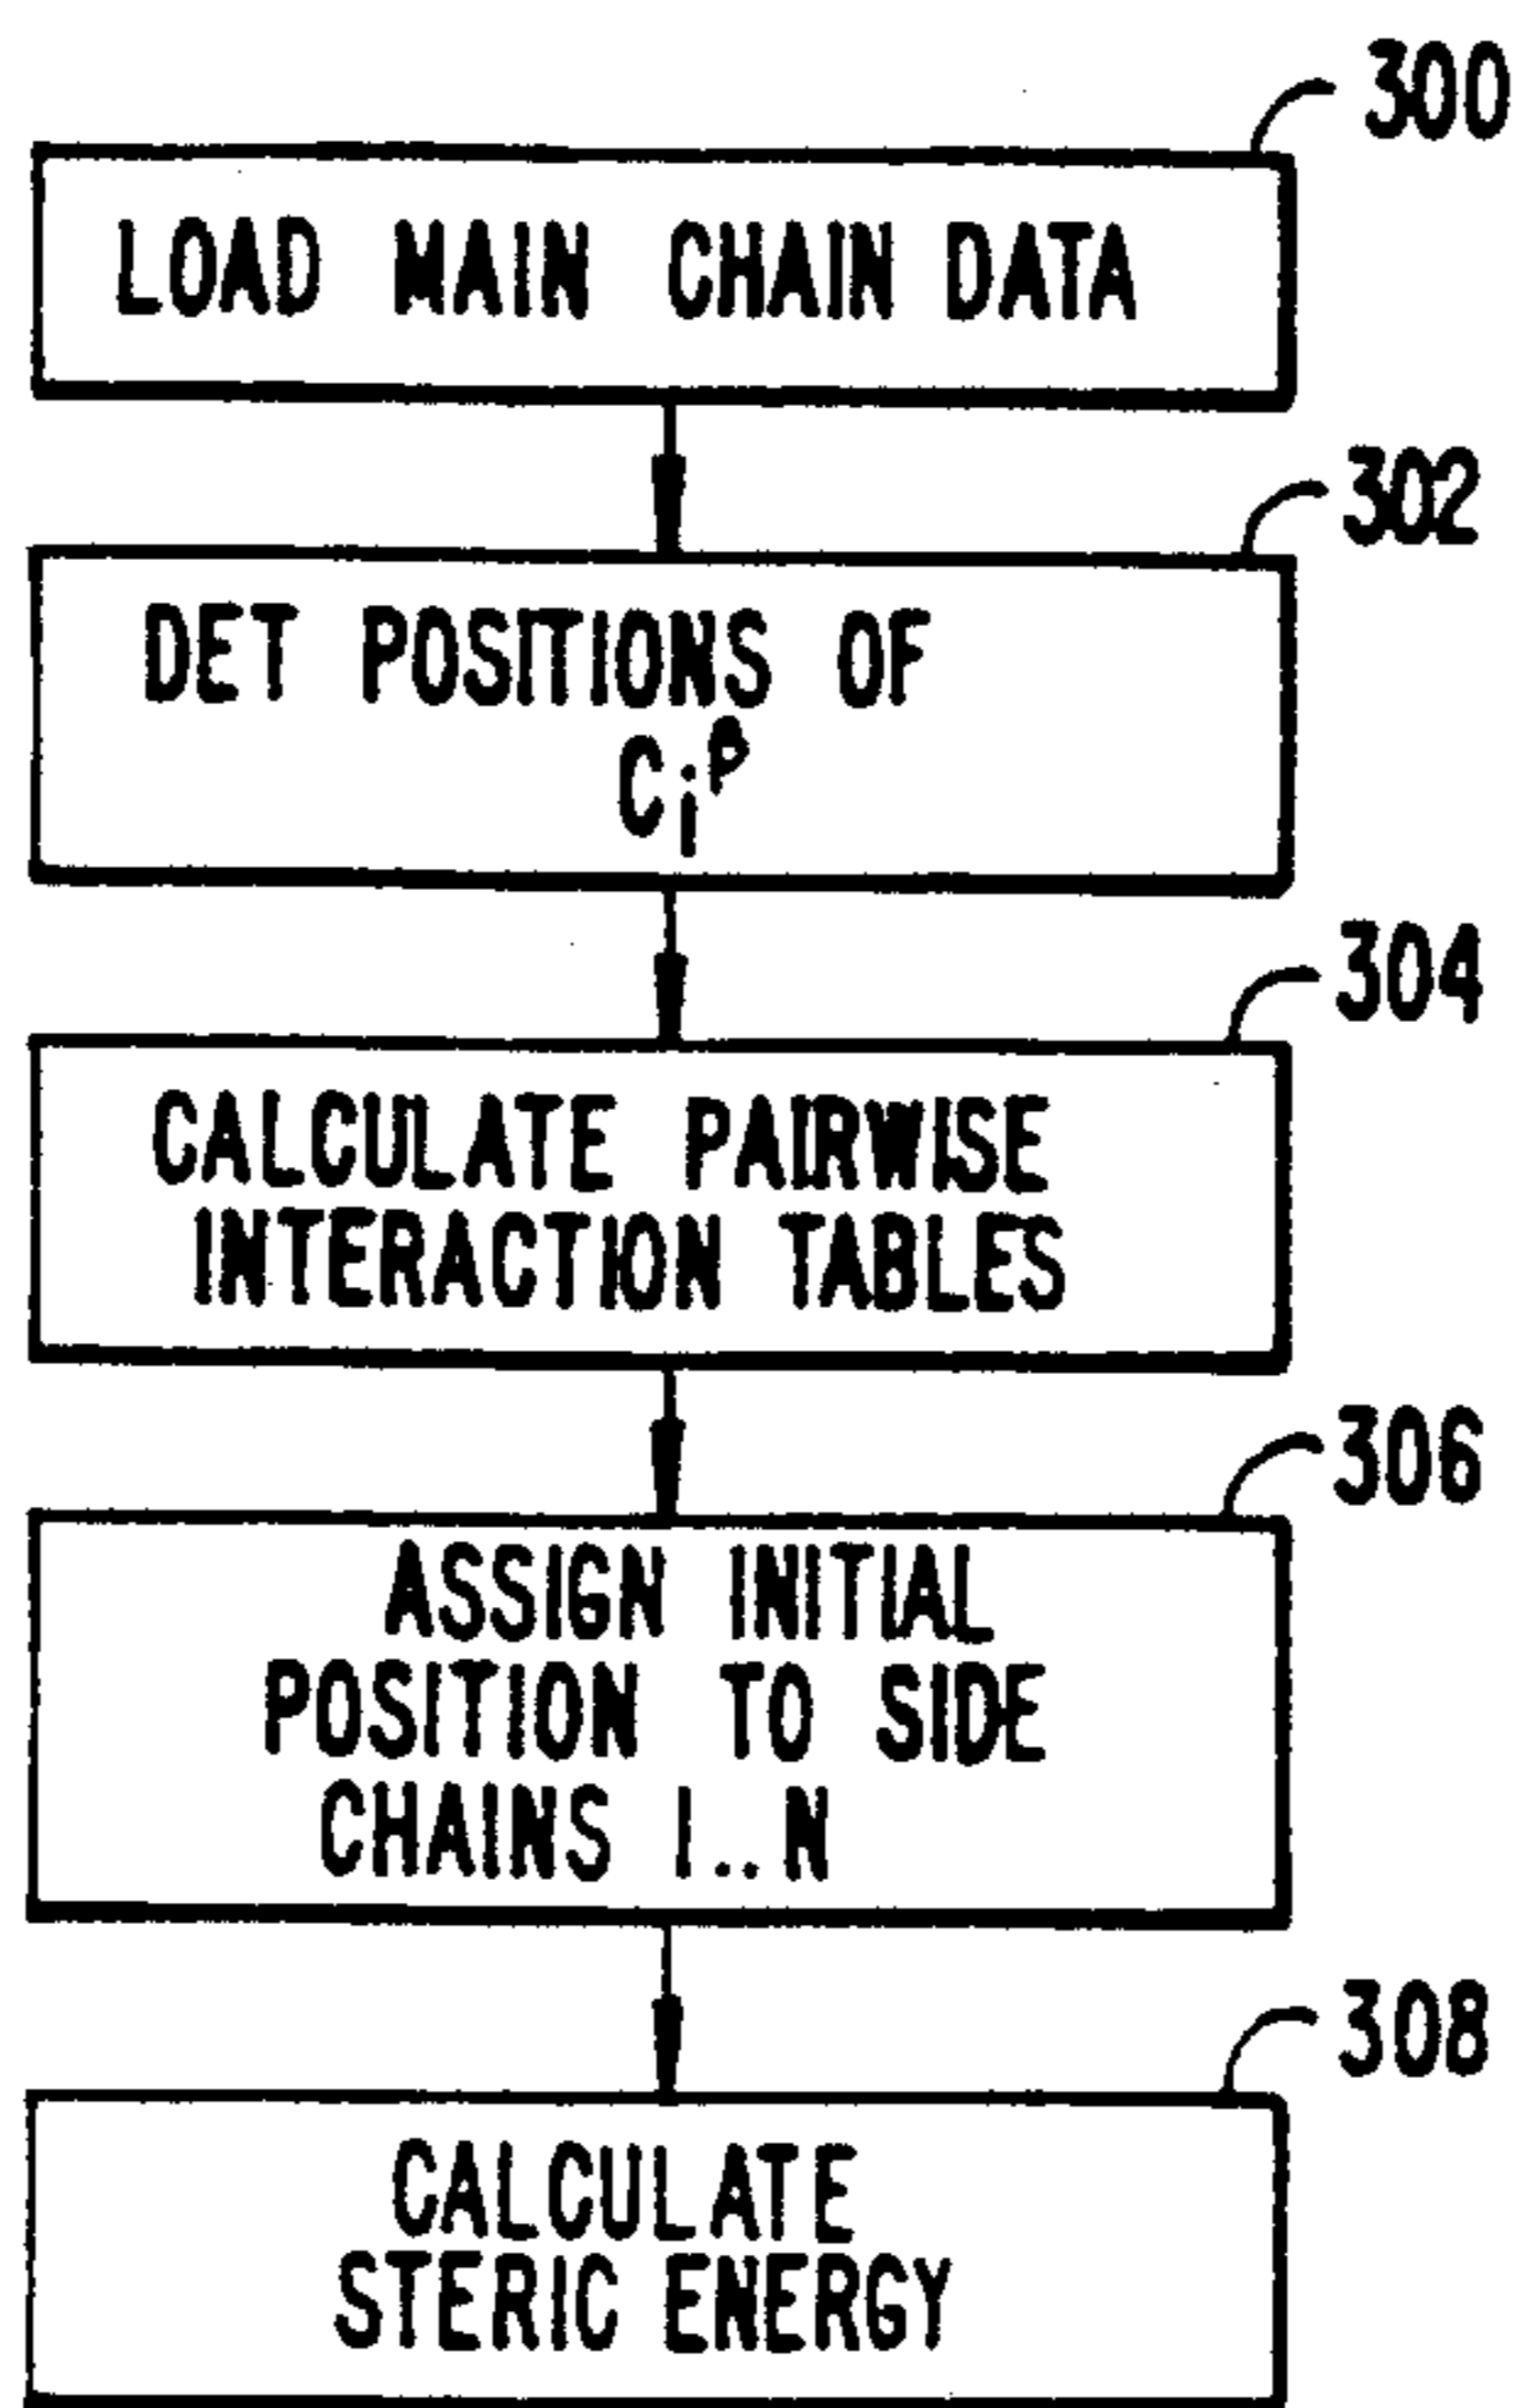 300
LOAD MAIN CHAIN DATA
302
DET POSITIONS OF
C_i^β
304
CALCULATE PAIRWISE
INTERACTION TABLES
306
ASSIGN INITIAL
POSITION TO SIDE
CHAINS 1..N
308
CALCULATE
STERIC ENERGY